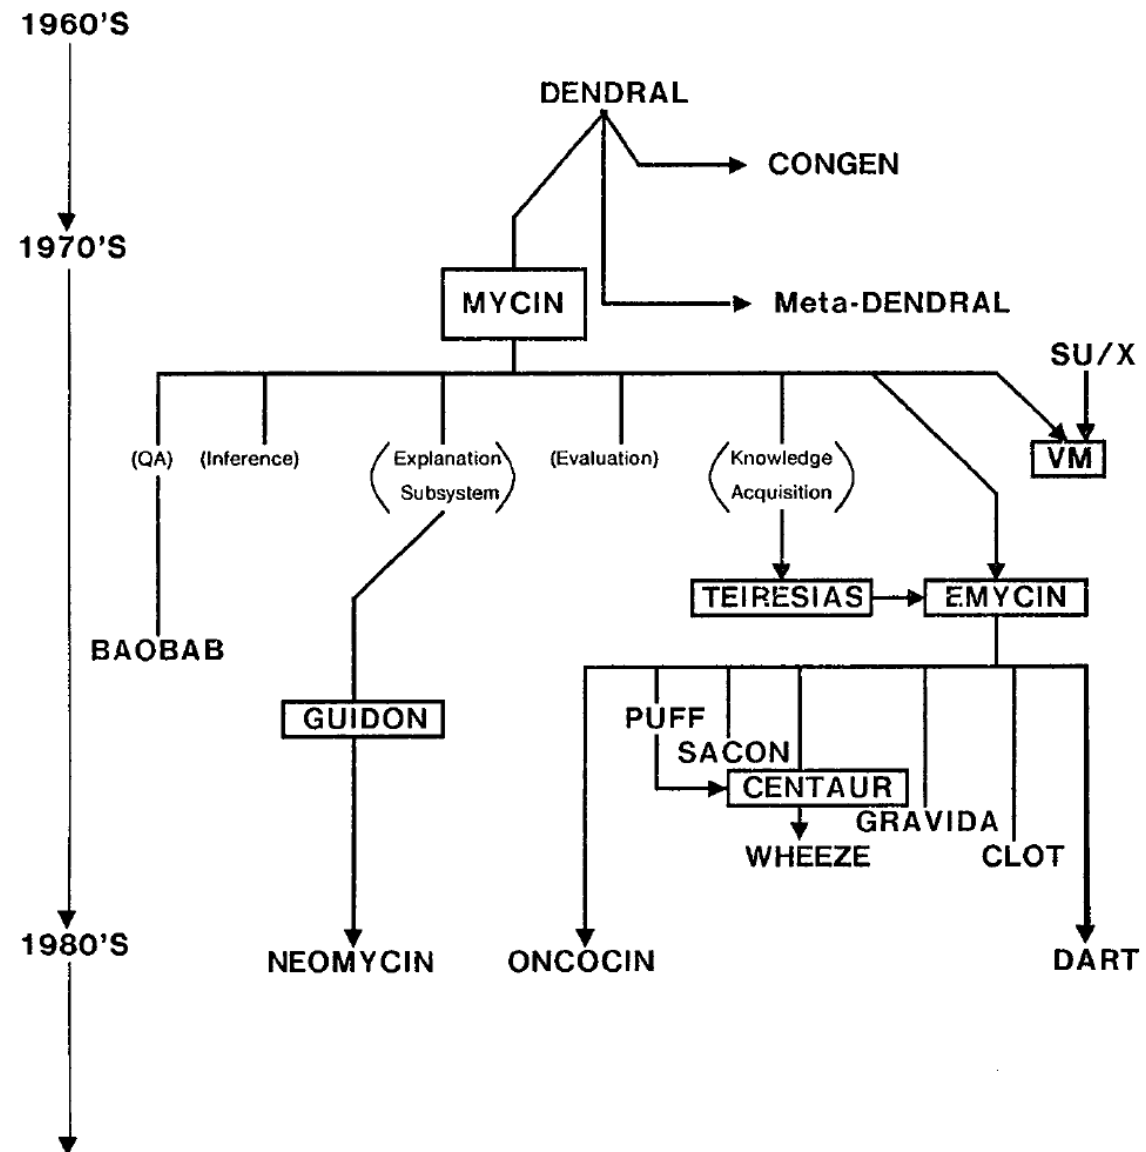 1960'S
DENDRAL
CONGEN
1970'S
MYCIN
Meta-DENDRAL
SU/X
(QA)
(Inference)
(Explanation
Subsystem)
(Evaluation)
(Knowledge
Acquisition)
VM
TEIRESIAS
EMYCIN
BAOBAB
GUIDON
PUFF
SACON
CENTAUR
GRAVIDA
WHEEZE
CLOT
1980'S
NEOMYCIN
ONCOCIN
DART